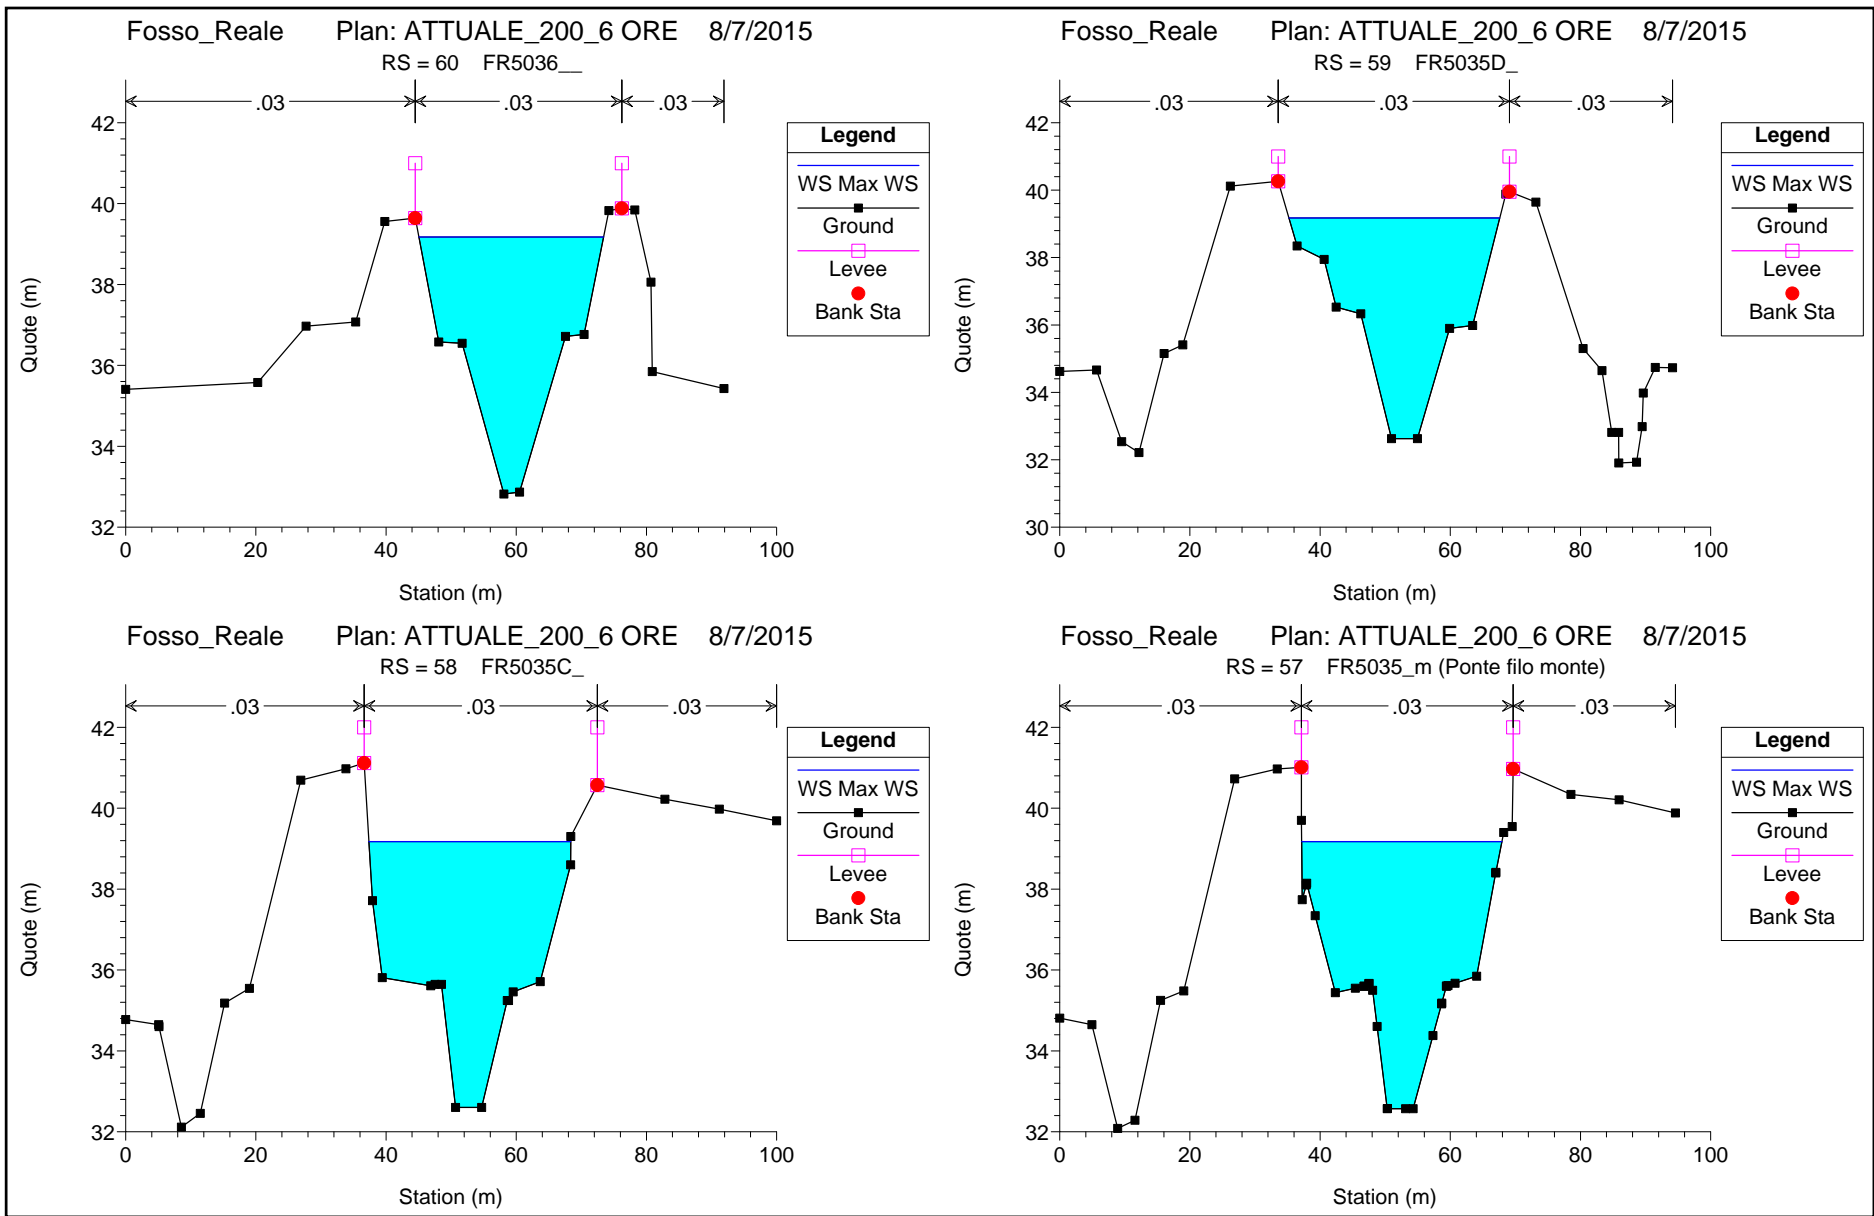 Fosso_Reale Plan: ATTUALE_200_6 ORE 8/7/2015
RS = 60 FR5036__
.03 .03 .03
42
40
38
36
34
32
0 20 40 60 80 100
Quote (m)
Station (m)
Legend
WS Max WS
Ground
Levee
Bank Sta
Fosso_Reale Plan: ATTUALE_200_6 ORE 8/7/2015
RS = 59 FR5035D_
.03 .03 .03
42
40
38
36
34
32
30
0 20 40 60 80 100
Quote (m)
Station (m)
Legend
WS Max WS
Ground
Levee
Bank Sta
Fosso_Reale Plan: ATTUALE_200_6 ORE 8/7/2015
RS = 58 FR5035C_
.03 .03 .03
42
40
38
36
34
32
0 20 40 60 80 100
Quote (m)
Station (m)
Legend
WS Max WS
Ground
Levee
Bank Sta
Fosso_Reale Plan: ATTUALE_200_6 ORE 8/7/2015
RS = 57 FR5035_m (Ponte filo monte)
.03 .03 .03
42
40
38
36
34
32
0 20 40 60 80 100
Quote (m)
Station (m)
Legend
WS Max WS
Ground
Levee
Bank Sta